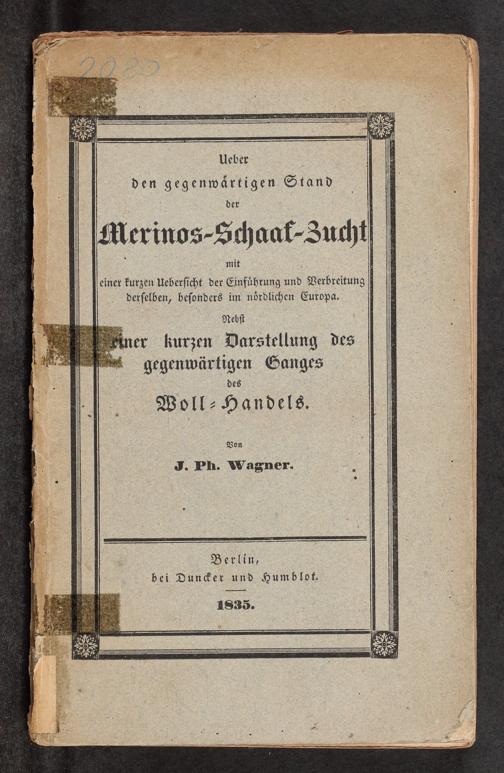 2030
Ueber
den gegenwärtigen Stand
der
Merinos-Schaaf-Zucht
mit
einer kurzen Uebersicht der Einführung und Verbreitung
derselben, besonders im nördlichen Europa.
Nebst
einer kurzen Darstellung des
gegenwärtigen Ganges
des
Woll-Handels.
Von
J. Ph. Wagner.
Berlin,
bei Duncker und Humblot.
1835.